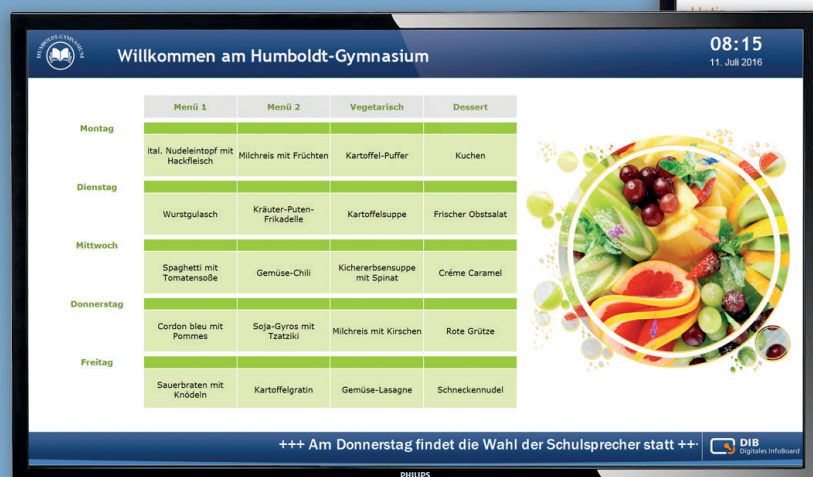 HUMBOLDT-GYMNASIUM
Willkommen am Humboldt-Gymnasium
08:15
11. Juli 2016
Menü 1 Menü 2 Vegetarisch Dessert
Montag
ital. Nudeleintopf mit Hackfleisch
Milchreis mit Früchten
Kartoffel-Puffer
Kuchen
Dienstag
Wurstgulasch
Kräuter-Puten-
Frikadelle
Kartoffelsuppe
Frischer Obstsalat
Mittwoch
Spaghetti mit
Tomatensoße
Gemüse-Chili
Kichererbsensuppe
mit Spinat
Créme Caramel
Donnerstag
Cordon bleu mit
Pommes
Soja-Gyros mit
Tzatziki
Milchreis mit Kirschen
Rote Grütze
Freitag
Sauerbraten mit
Knödeln
Kartoffelgratin
Gemüse-Lasagne
Schneckennudel
+++ Am Donnerstag findet die Wahl der Schulsprecher statt ++
DIB
Digitales InfoBoard
PHILIPS